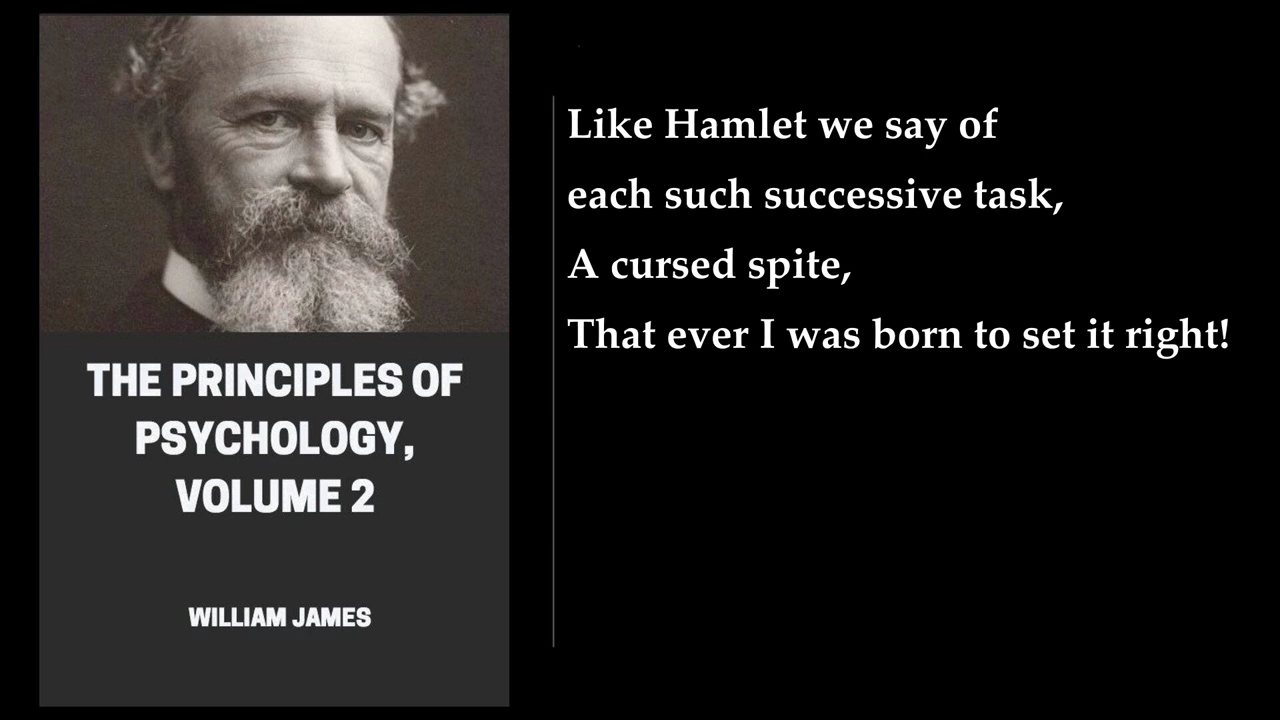 THE PRINCIPLES OF
PSYCHOLOGY,
VOLUME 2
WILLIAM JAMES
Like Hamlet we say of
each such successive task,
A cursed spite,
That ever I was born to set it right!